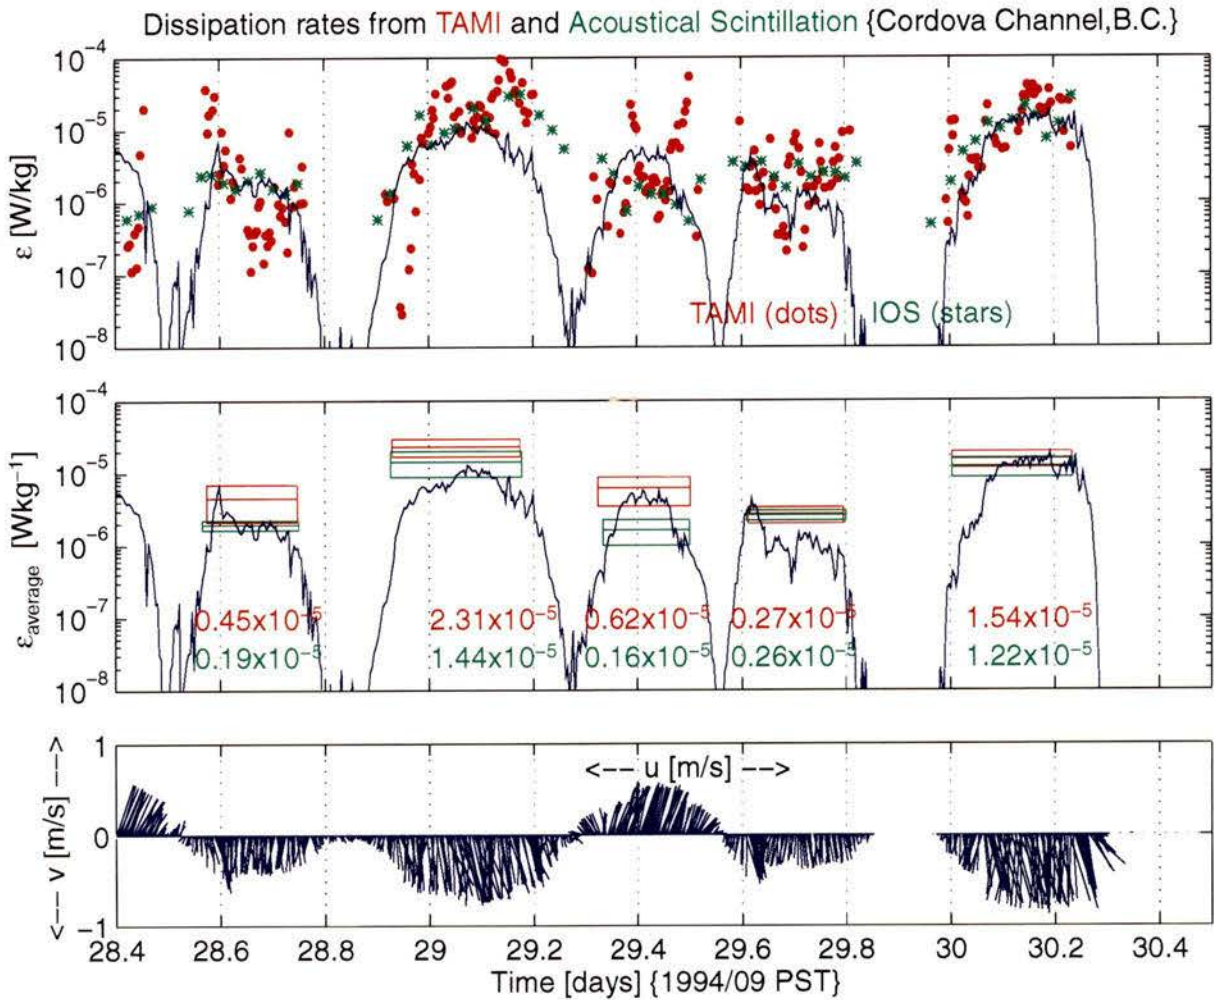 Dissipation rates from TAMI and Acoustical Scintillation {Cordova Channel,B.C.}
10⁻⁴
10⁻⁵
10⁻⁶
10⁻⁷
10⁻⁸
ε [W/kg]
TAMI (dots) IOS (stars)
10⁻⁴
10⁻⁵
10⁻⁶
10⁻⁷
10⁻⁸
ε_average [Wkg⁻¹]
0.45x10⁻⁵ 2.31x10⁻⁵ 0.62x10⁻⁵ 0.27x10⁻⁵ 1.54x10⁻⁵
0.19x10⁻⁵ 1.44x10⁻⁵ 0.16x10⁻⁵ 0.26x10⁻⁵ 1.22x10⁻⁵
1
0
−1
<−− v [m/s] −−>
<−− u [m/s] −−>
28.4 28.6 28.8 29 29.2 29.4 29.6 29.8 30 30.2 30.4
Time [days] {1994/09 PST}